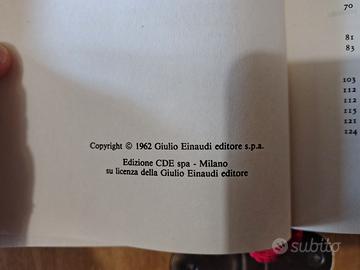 Copyright © 1962 Giulio Einaudi editore s.p.a.
Edizione CDE spa - Milano
su licenza della Giulio Einaudi editore
70
81
83
103
112
112
115
121
124
subito